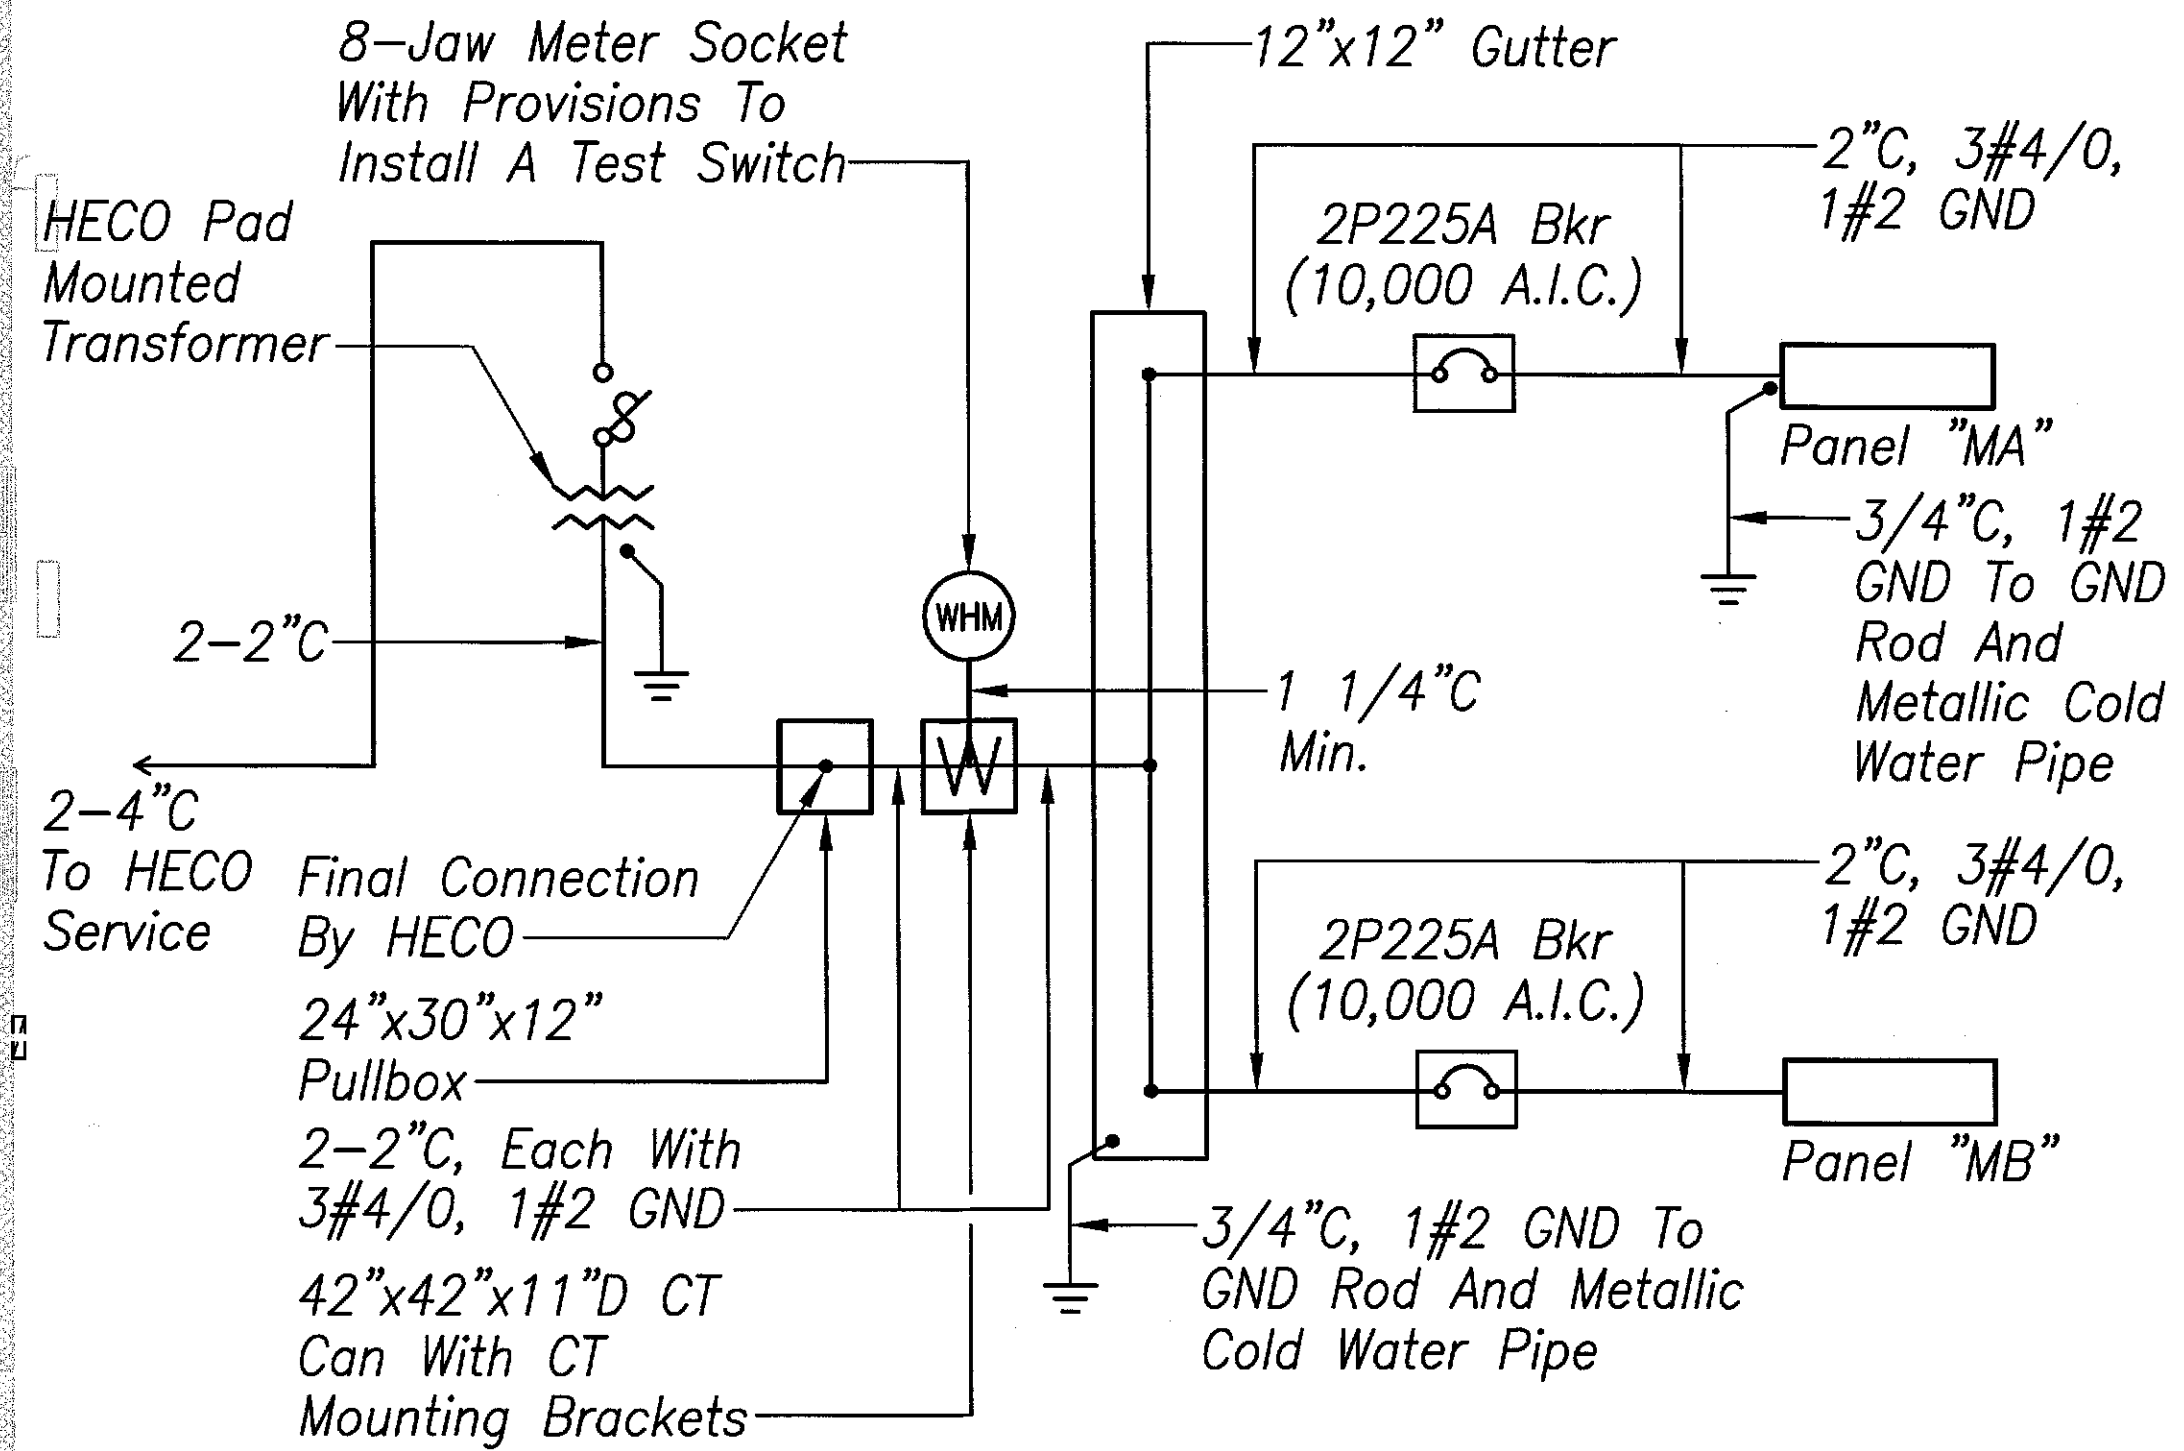 8-Jaw Meter Socket
With Provisions To
Install A Test Switch
12"x12" Gutter
HECO Pad
Mounted
Transformer
2"C, 3#4/0,
1#2 GND
2P225A Bkr
(10,000 A.I.C.)
Panel "MA"
3/4"C, 1#2
GND To GND
Rod And
Metallic Cold
Water Pipe
2-2"C
WHM
1 1/4"C
Min.
W
2-4"C
To HECO
Service
Final Connection
By HECO
24"x30"x12"
Pullbox
2-2"C, Each With
3#4/0, 1#2 GND
42"x42"x11"D CT
Can With CT
Mounting Brackets
2"C, 3#4/0,
1#2 GND
2P225A Bkr
(10,000 A.I.C.)
Panel "MB"
3/4"C, 1#2 GND To
GND Rod And Metallic
Cold Water Pipe